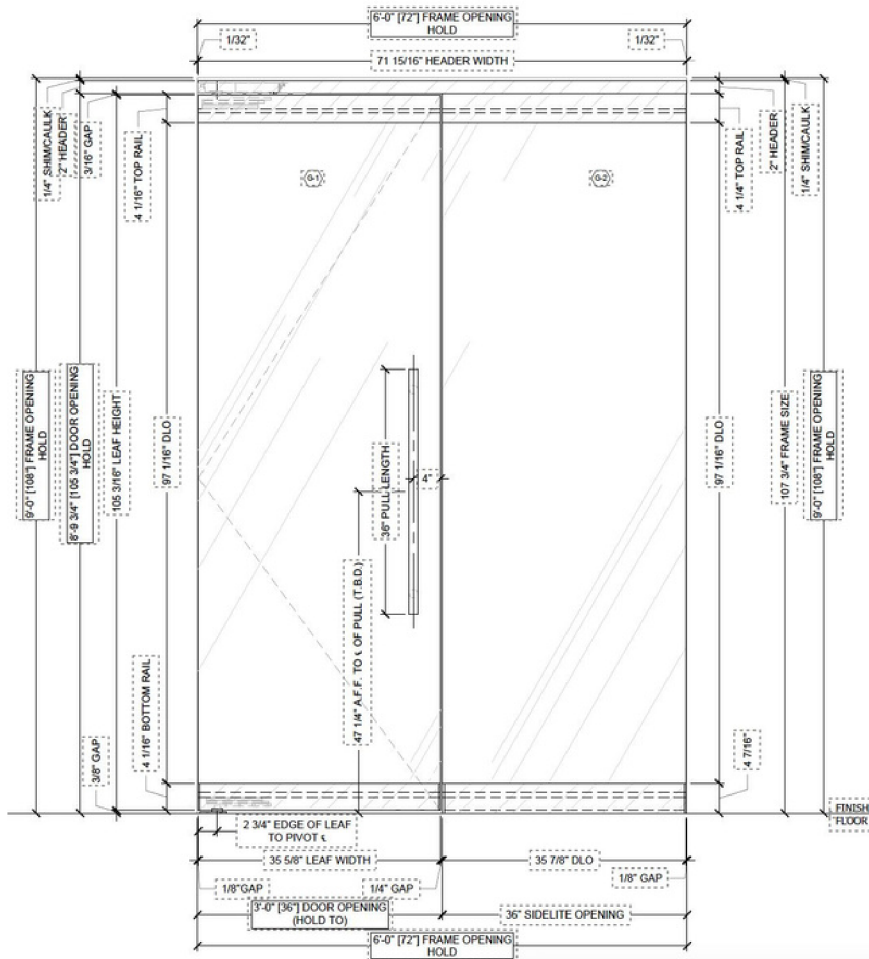 6'-0" [72"] FRAME OPENING
HOLD
1/32"
1/32"
71 15/16" HEADER WIDTH
1/4" SHIM/CAULK
2" HEADER
3/16" GAP
4 1/16" TOP RAIL
4 1/4" TOP RAIL
2" HEADER
1/4" SHIM/CAULK
G-1
G-2
9'-0" [108"] FRAME OPENING
HOLD
8'-9 3/4" [105 3/4"] DOOR OPENING
HOLD
105 3/16" LEAF HEIGHT
97 1/16" DLO
36" PULL LENGTH
4"
47 1/4" A.F.F. TO ℄ OF PULL (T.B.D.)
97 1/16" DLO
107 3/4" FRAME SIZE
9'-0" [108"] FRAME OPENING
HOLD
3/8" GAP
4 1/16" BOTTOM RAIL
4 7/16"
FINISH
FLOOR
2 3/4" EDGE OF LEAF
TO PIVOT ℄
35 5/8" LEAF WIDTH
35 7/8" DLO
1/8"GAP
1/4" GAP
1/8" GAP
3'-0" [36"] DOOR OPENING
(HOLD TO)
36" SIDELITE OPENING
6'-0" [72"] FRAME OPENING
HOLD